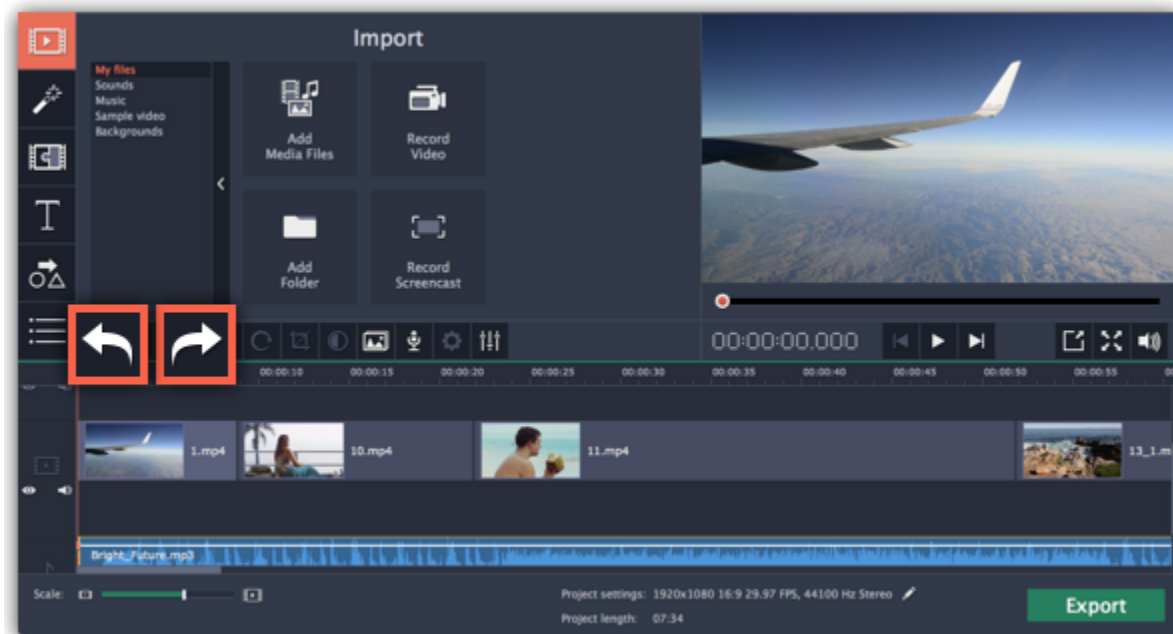 Import
My files
Sounds
Music
Sample video
Backgrounds
Add
Media Files
Record
Video
Add
Folder
Record
Screencast
T
00:00:00.000
00:00:10
00:00:15
00:00:20
00:00:25
00:00:30
00:00:35
00:00:40
00:00:45
00:00:50
00:00:55
1.mp4
10.mp4
11.mp4
13_1.m
Bright_Future.mp3
Scale:
Project settings: 1920x1080 16:9 29.97 FPS, 44100 Hz Stereo
Project length: 07:34
Export